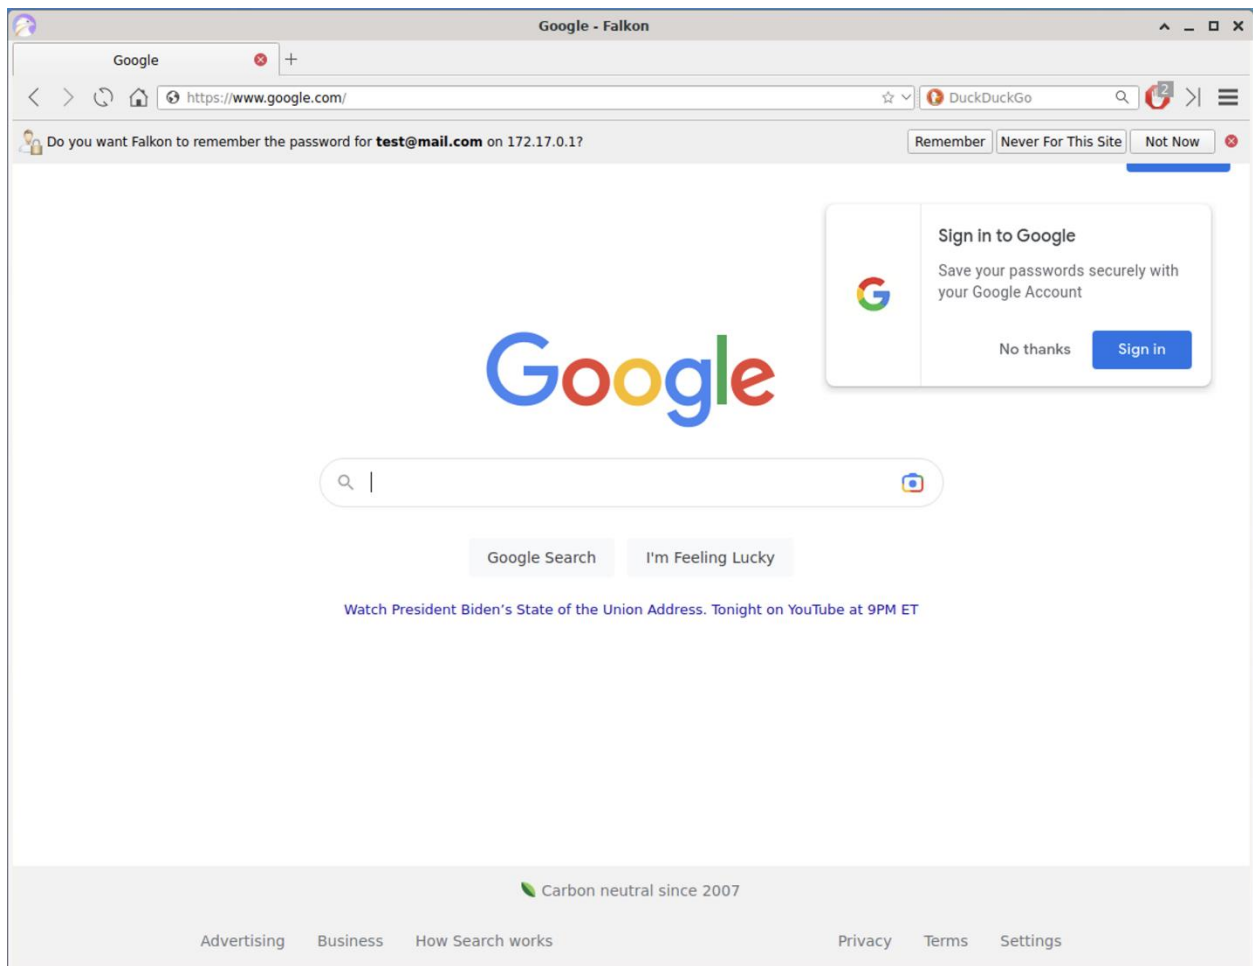 Google - Falkon
Google
https://www.google.com/
DuckDuckGo
2
Do you want Falkon to remember the password for test@mail.com on 172.17.0.1?
Remember
Never For This Site
Not Now
Sign in to Google
Save your passwords securely with
your Google Account
No thanks
Sign in
Google
Google Search
I'm Feeling Lucky
Watch President Biden’s State of the Union Address. Tonight on YouTube at 9PM ET
Carbon neutral since 2007
Advertising
Business
How Search works
Privacy
Terms
Settings